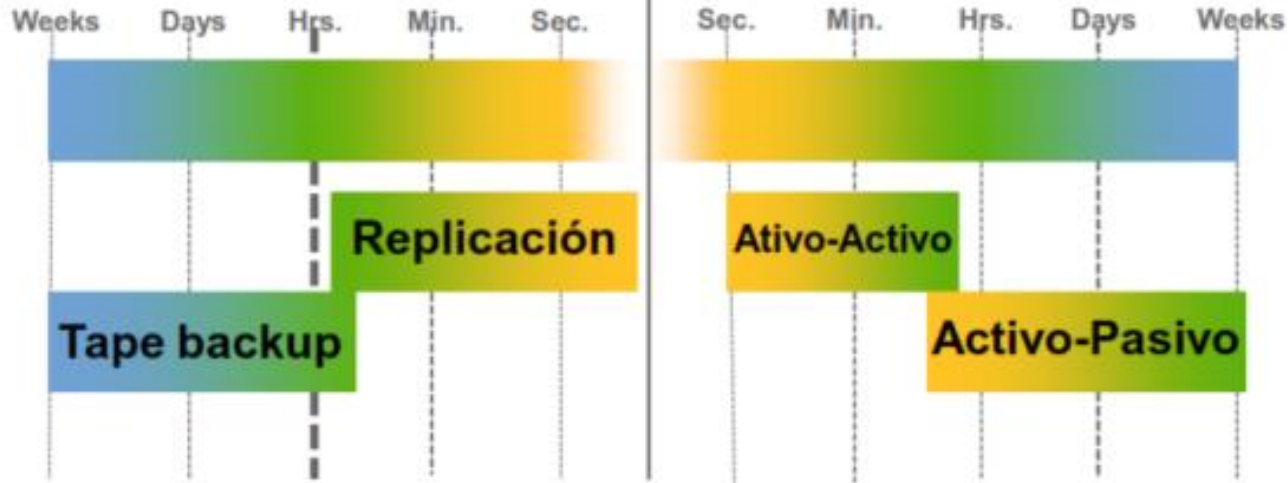 Weeks Days Hrs. Min. Sec. Sec. Min. Hrs. Days Weeks
Replicación Ativo-Activo
Tape backup Activo-Pasivo